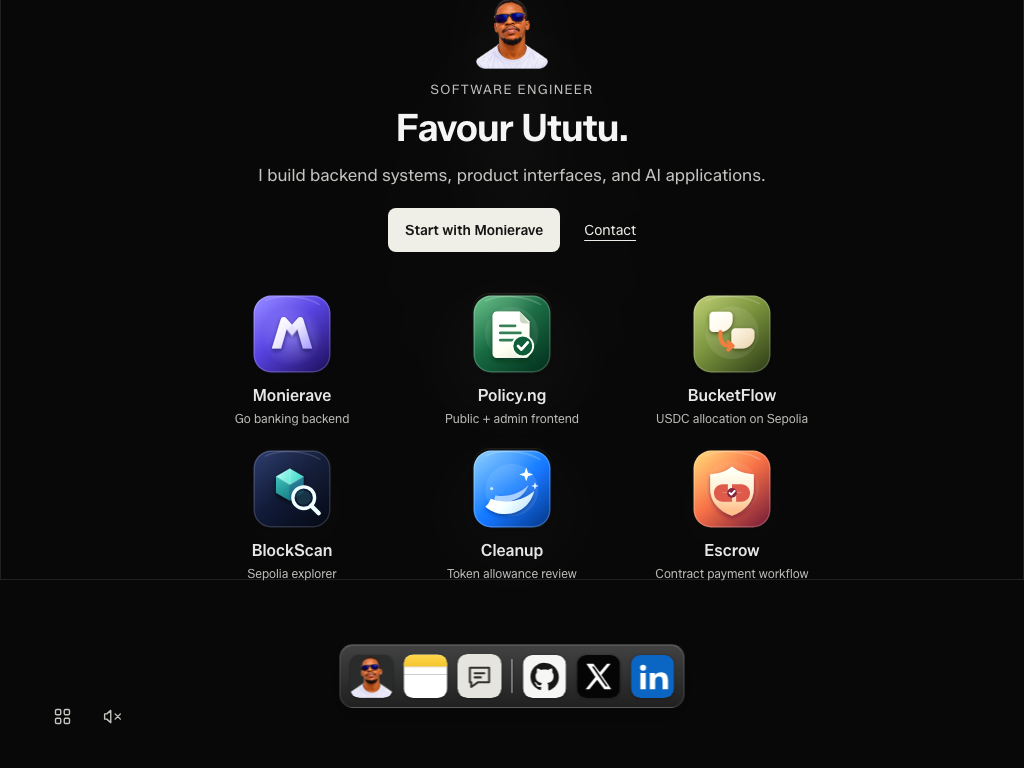 SOFTWARE ENGINEER
Favour Ututu.
I build backend systems, product interfaces, and AI applications.
Start with Monierave Contact
Monierave Policy.ng BucketFlow
Go banking backend Public + admin frontend USDC allocation on Sepolia
BlockScan Cleanup Escrow
Sepolia explorer Token allowance review Contract payment workflow
in